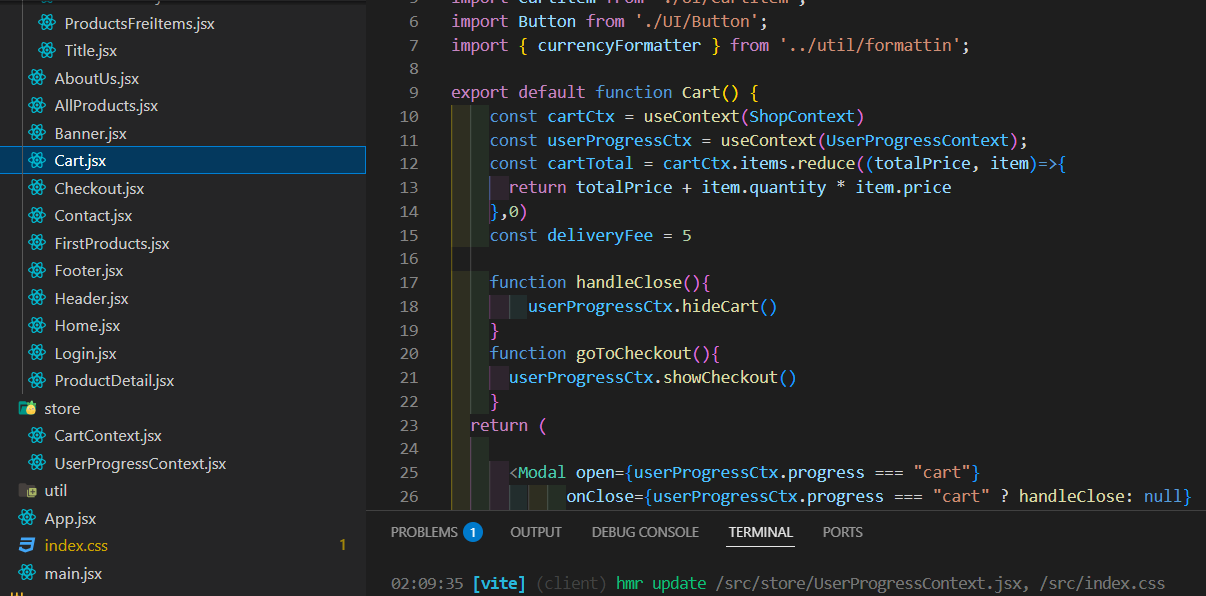 ProductsFreiItems.jsx
Title.jsx
AboutUs.jsx
AllProducts.jsx
Banner.jsx
Cart.jsx
Checkout.jsx
Contact.jsx
FirstProducts.jsx
Footer.jsx
Header.jsx
Home.jsx
Login.jsx
ProductDetail.jsx
store
CartContext.jsx
UserProgressContext.jsx
util
App.jsx
index.css 1
main.jsx
6 import Button from './UI/Button';
7 import { currencyFormatter } from '../util/formattin';
8
9 export default function Cart() {
10 const cartCtx = useContext(ShopContext)
11 const userProgressCtx = useContext(UserProgressContext);
12 const cartTotal = cartCtx.items.reduce((totalPrice, item)=>{
13 return totalPrice + item.quantity * item.price
14 },0)
15 const deliveryFee = 5
16
17 function handleClose(){
18 userProgressCtx.hideCart()
19 }
20 function goToCheckout(){
21 userProgressCtx.showCheckout()
22 }
23 return (
24
25 <Modal open={userProgressCtx.progress === "cart"}
26 onClose={userProgressCtx.progress === "cart" ? handleClose: null}
PROBLEMS 1 OUTPUT DEBUG CONSOLE TERMINAL PORTS
02:09:35 [vite] (client) hmr update /src/store/UserProgressContext.jsx, /src/index.css